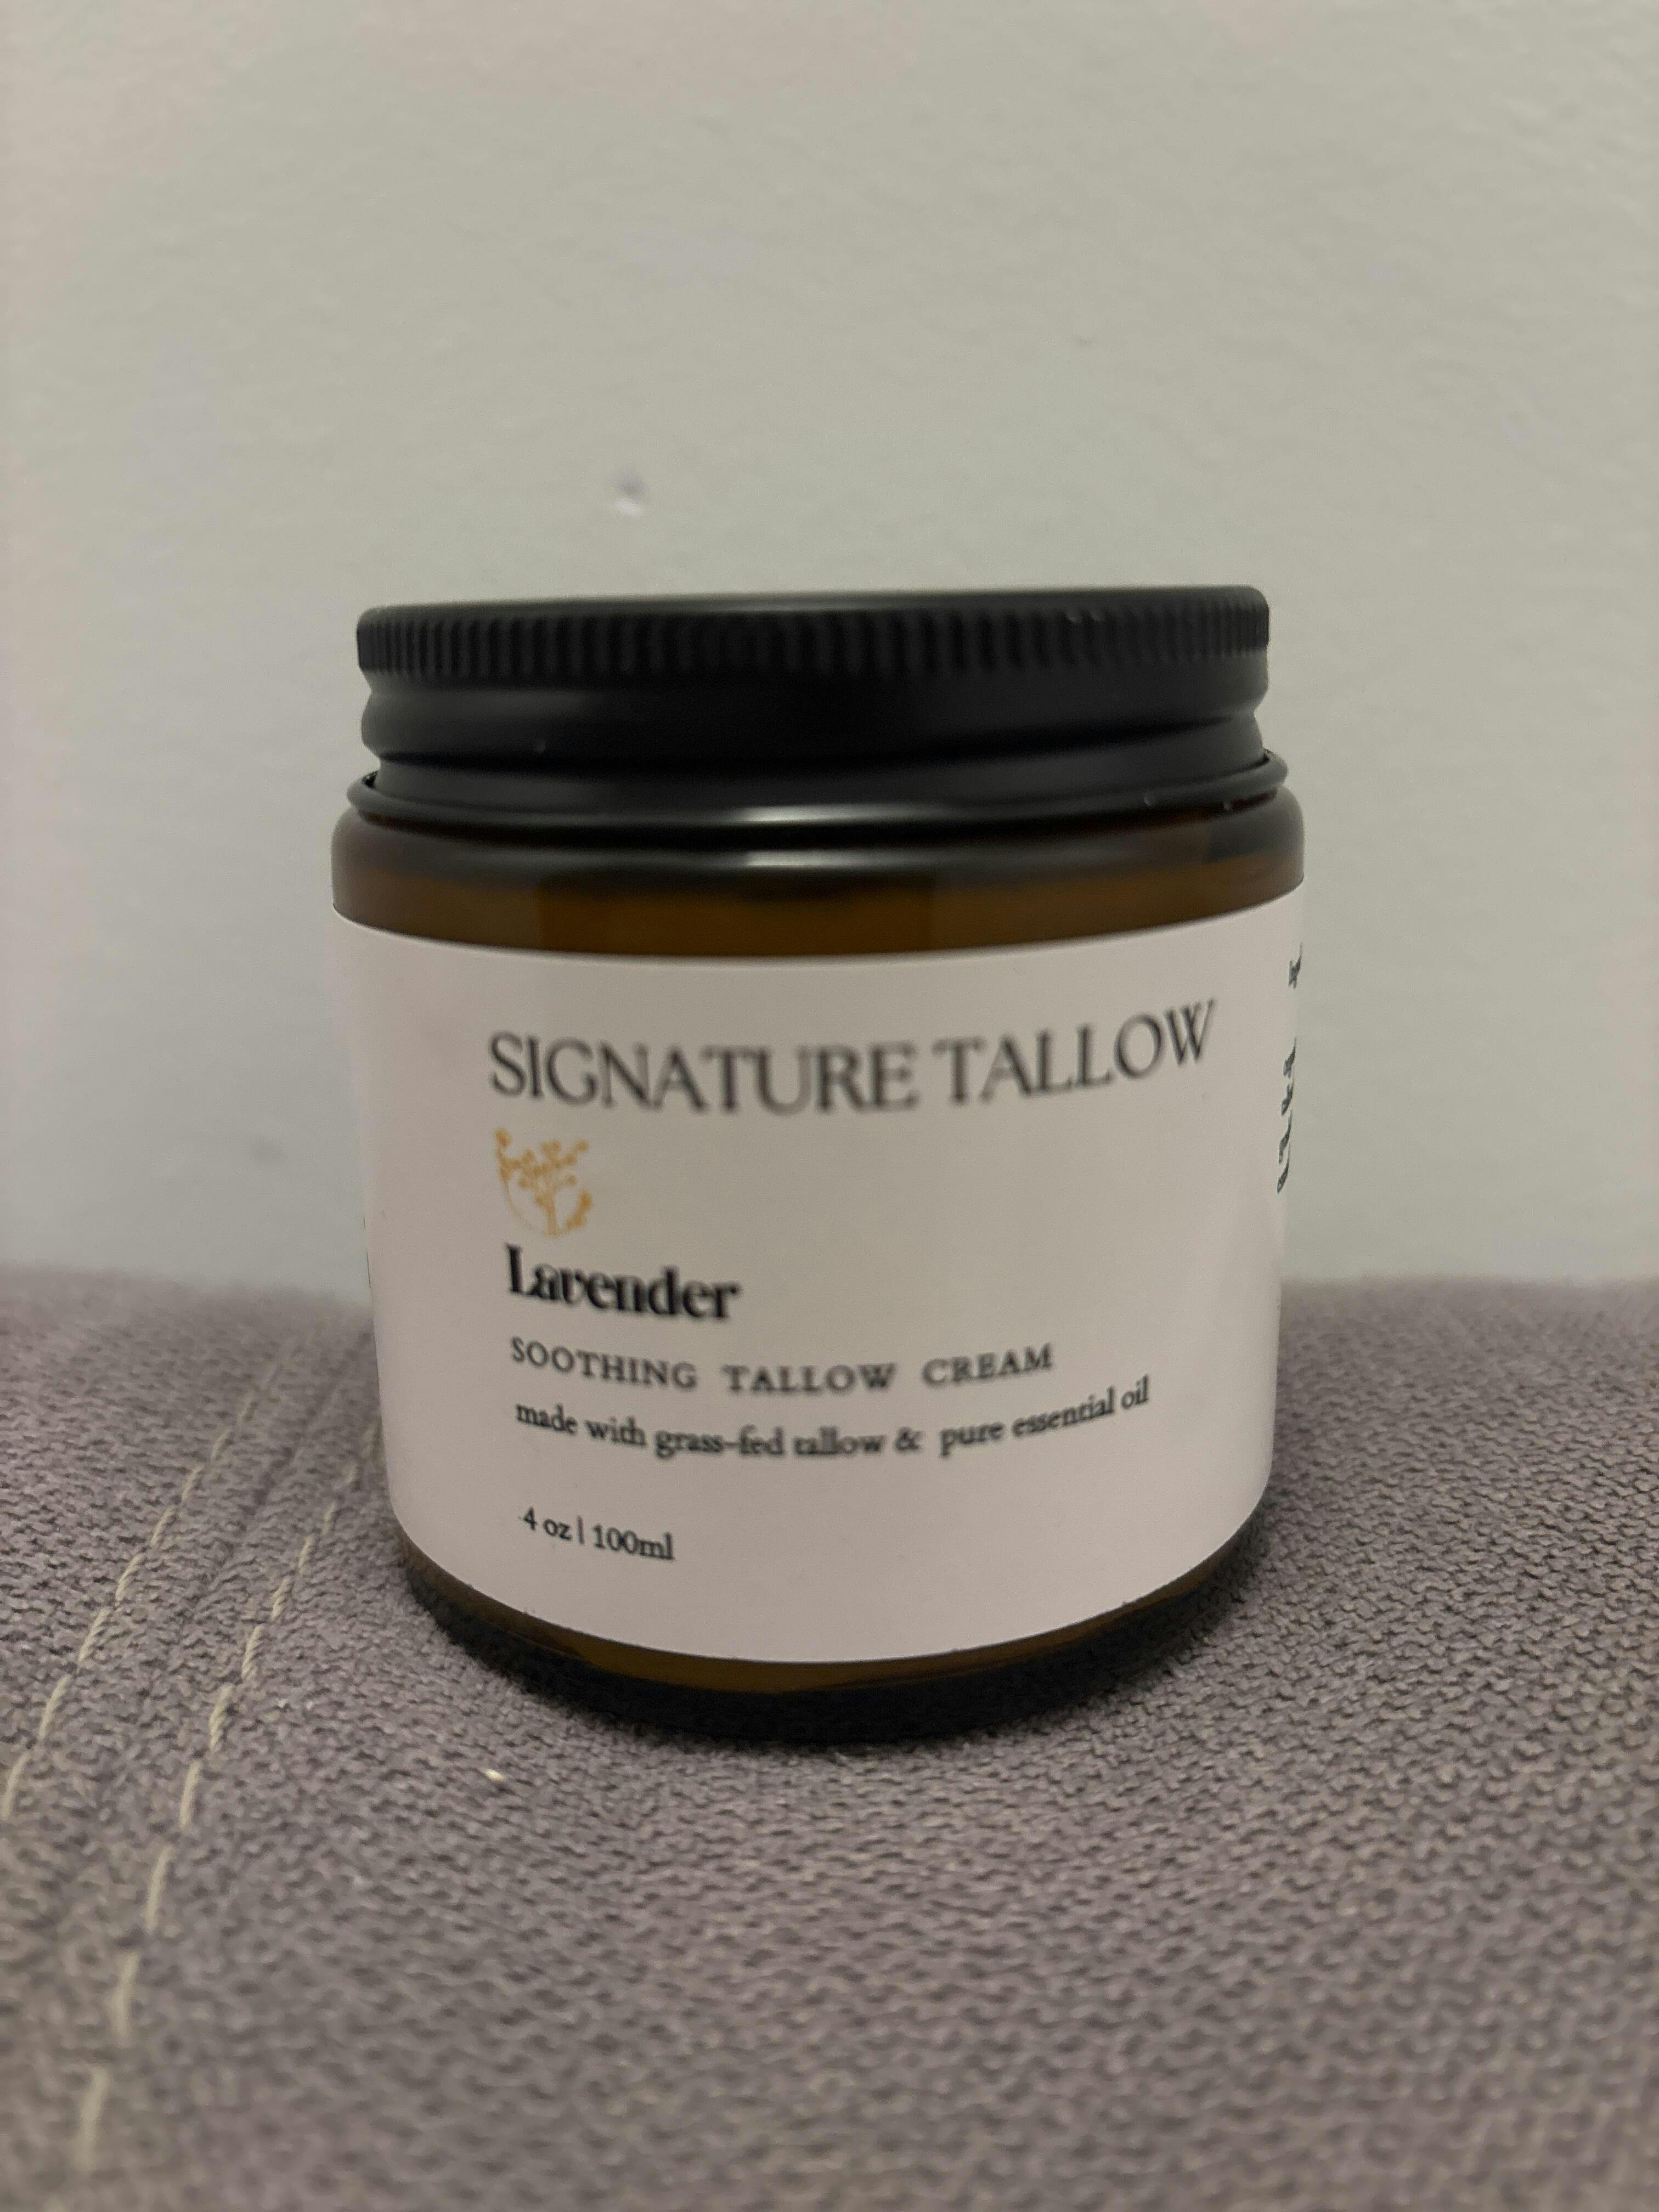 SIGNATURE TALLOW
Lavender
SOOTHING TALLOW CREAM
made with grass-fed tallow & pure essential oil
4 oz | 100ml